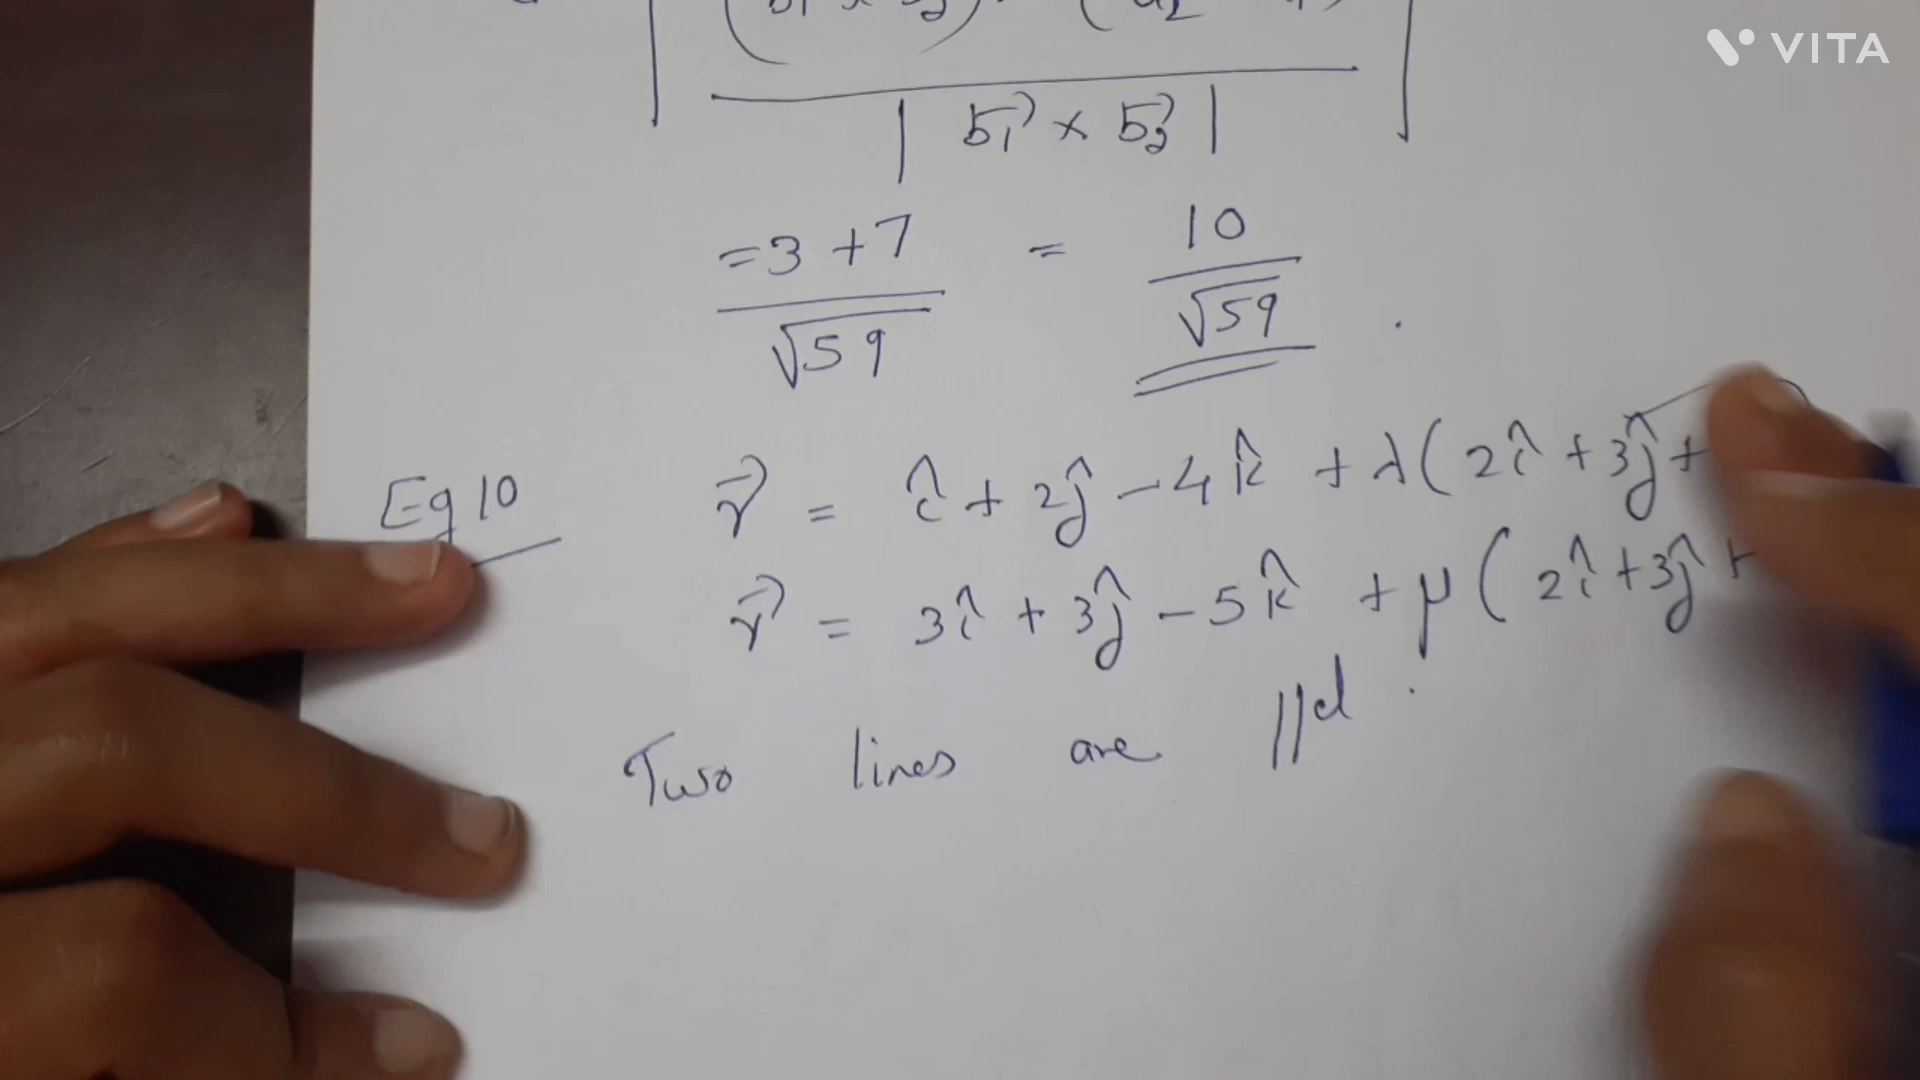 VITA
| b₁⃗ × b₂⃗ |
= 3 + 7 = 10
√59 √59
Eg 10 r⃗ = î + 2ĵ - 4k̂ + λ( 2î + 3ĵ +
r⃗ = 3î + 3ĵ - 5k̂ + μ( 2î + 3ĵ +
Two lines are ||el.